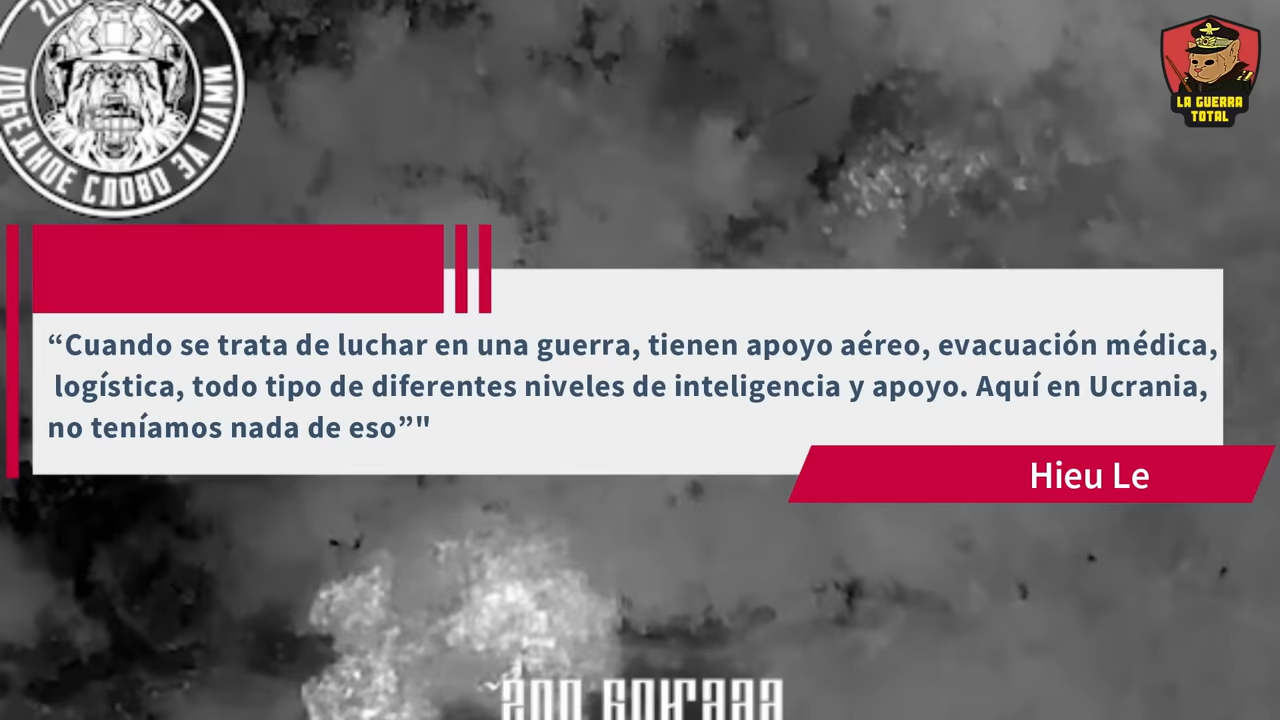 ПОБЕДНОЕ СЛОВО ЗА НАМИ
LA GUERRA
TOTAL
“Cuando se trata de luchar en una guerra, tienen apoyo aéreo, evacuación médica,
logística, todo tipo de diferentes niveles de inteligencia y apoyo. Aquí en Ucrania,
no teníamos nada de eso”"
Hieu Le